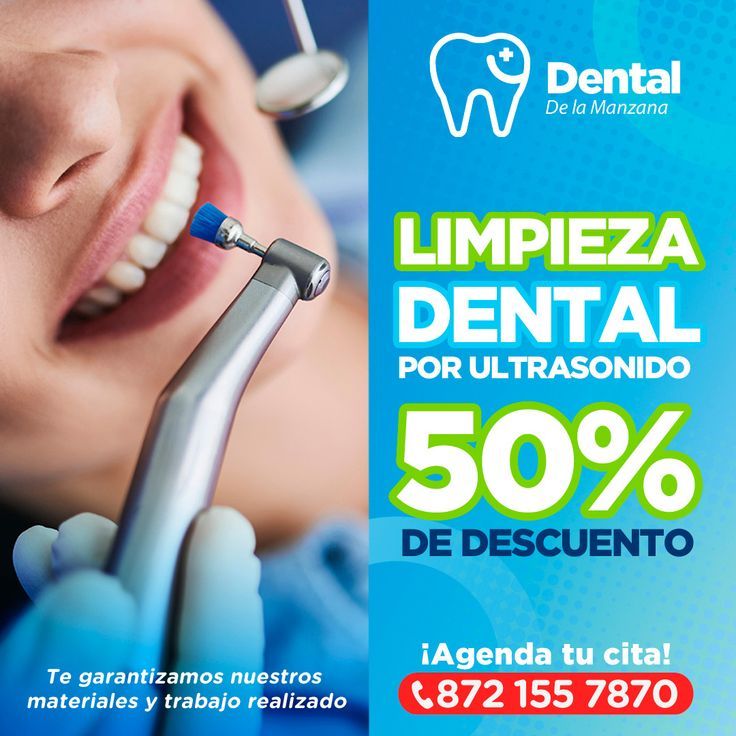 Dental
De la Manzana
LIMPIEZA
DENTAL
POR ULTRASONIDO
50%
DE DESCUENTO
¡Agenda tu cita!
872 155 7870
Te garantizamos nuestros
materiales y trabajo realizado